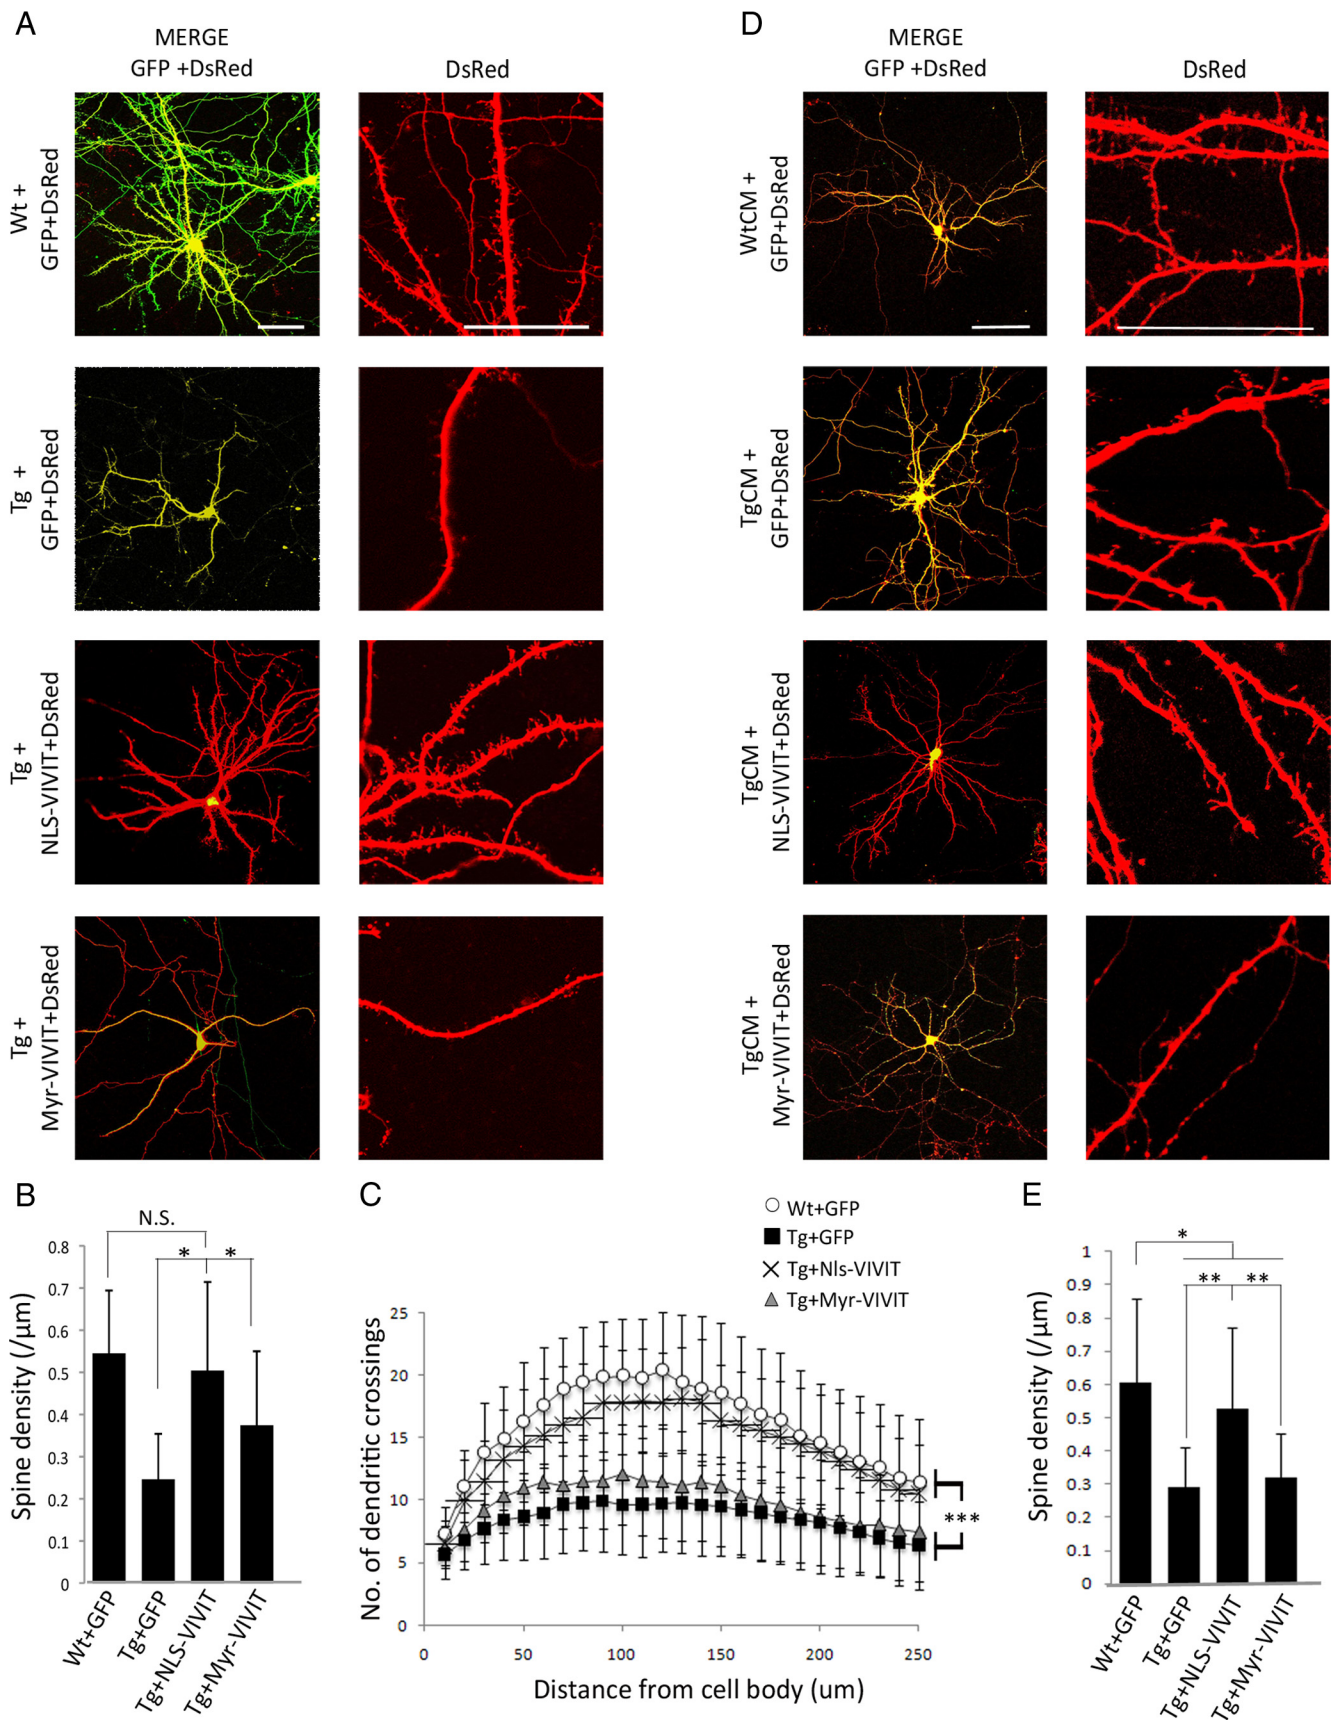 A
MERGE
GFP +DsRed
DsRed
Wt +
GFP+DsRed
Tg +
GFP+DsRed
Tg +
NLS-VIVIT+DsRed
Tg +
Myr-VIVIT+DsRed
D
MERGE
GFP +DsRed
DsRed
WtCM +
GFP+DsRed
TgCM +
GFP+DsRed
TgCM +
NLS-VIVIT+DsRed
TgCM +
Myr-VIVIT+DsRed
B
N.S.
* *
Spine density (/µm)
0.8
0.7
0.6
0.5
0.4
0.3
0.2
0.1
0
Wt+GFP
Tg+GFP
Tg+NLS-VIVIT
Tg+Myr-VIVIT
C
Wt+GFP
Tg+GFP
Tg+Nls-VIVIT
Tg+Myr-VIVIT
No. of dendritic crossings
25
20
15
10
5
0
***
0 50 100 150 200 250
Distance from cell body (um)
E
*
** **
Spine density (/µm)
1
0.9
0.8
0.7
0.6
0.5
0.4
0.3
0.2
0.1
0
Wt+GFP
Tg+GFP
Tg+NLS-VIVIT
Tg+Myr-VIVIT